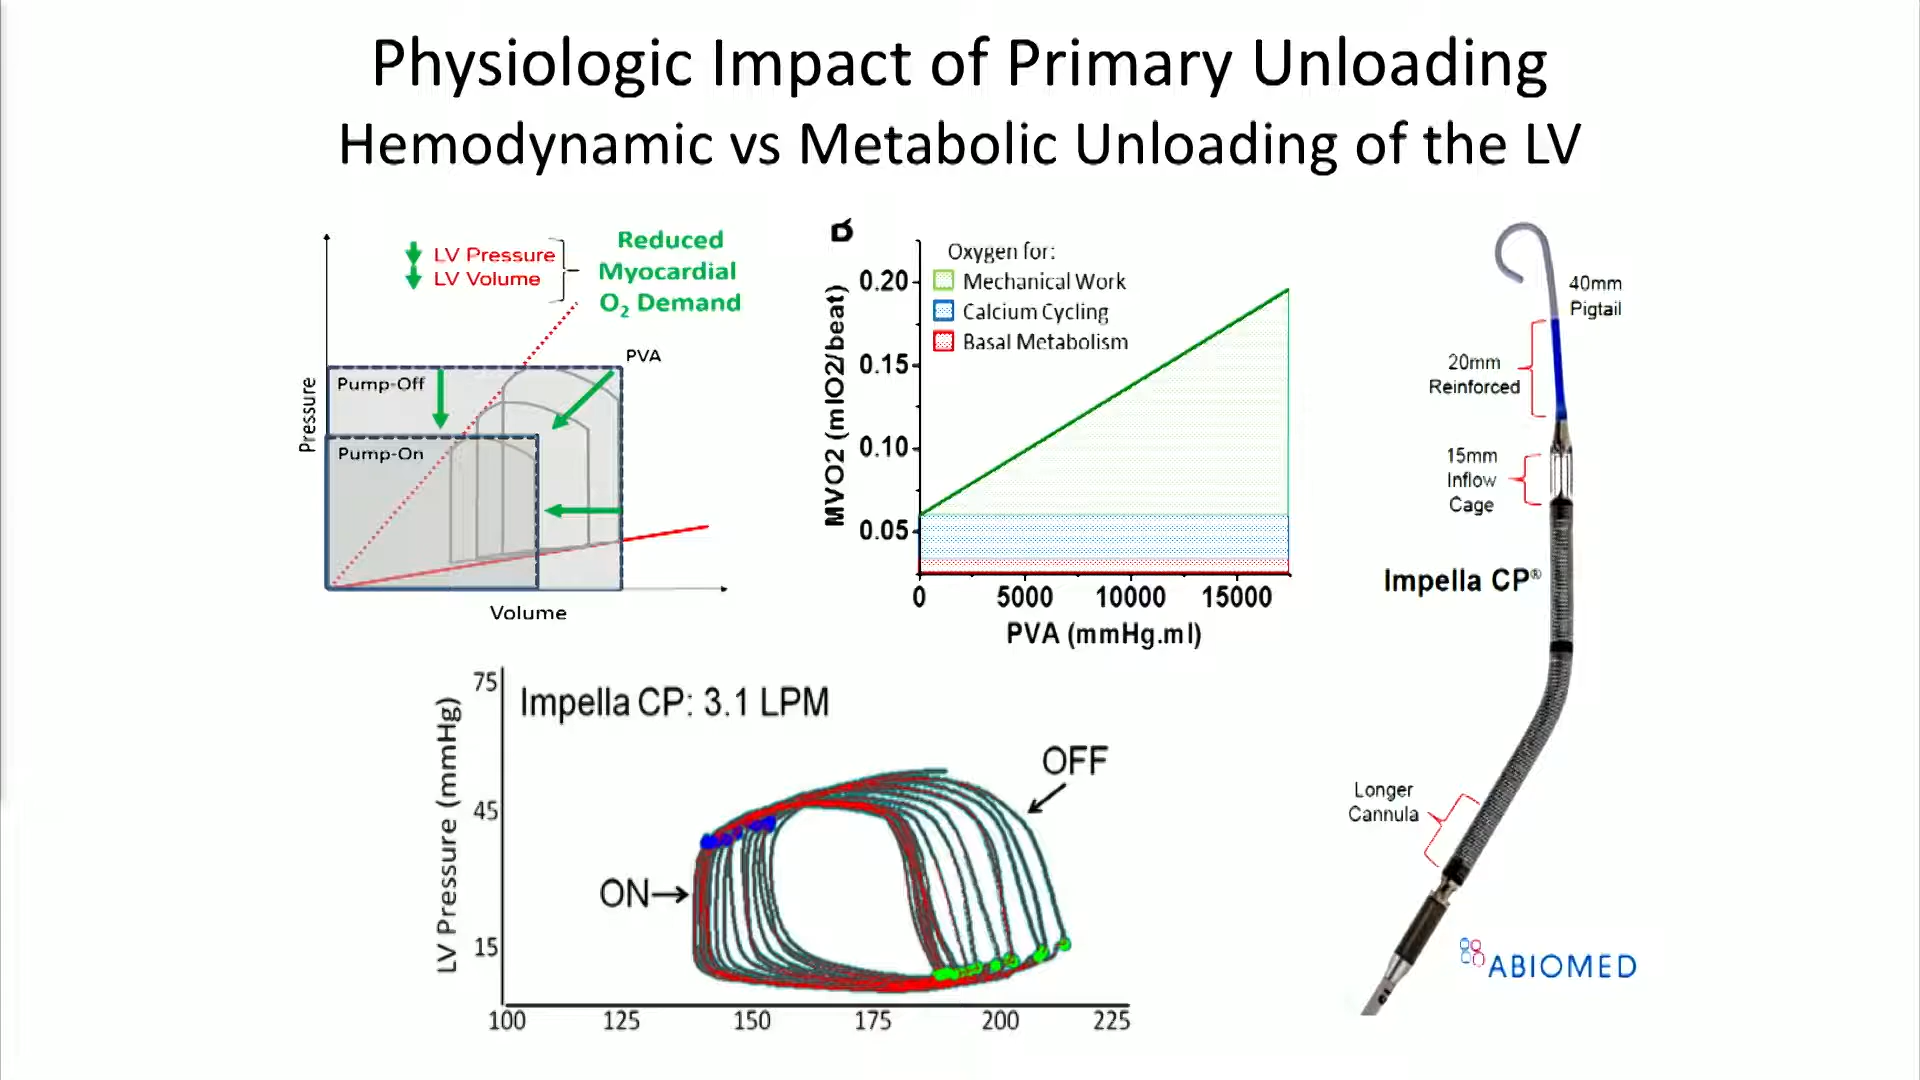 Physiologic Impact of Primary Unloading
Hemodynamic vs Metabolic Unloading of the LV
LV Pressure
LV Volume
Reduced
Myocardial
O₂ Demand
PVA
Pump-Off
Pump-On
Pressure
Volume
Oxygen for:
Mechanical Work
Calcium Cycling
Basal Metabolism
MVO2 (mlO2/beat)
0.20
0.15
0.10
0.05
0 5000 10000 15000
PVA (mmHg.ml)
40mm
Pigtail
20mm
Reinforced
15mm
Inflow
Cage
Impella CP®
Longer
Cannula
ABIOMED
Impella CP: 3.1 LPM
LV Pressure (mmHg)
75
45
15
OFF
ON
100 125 150 175 200 225